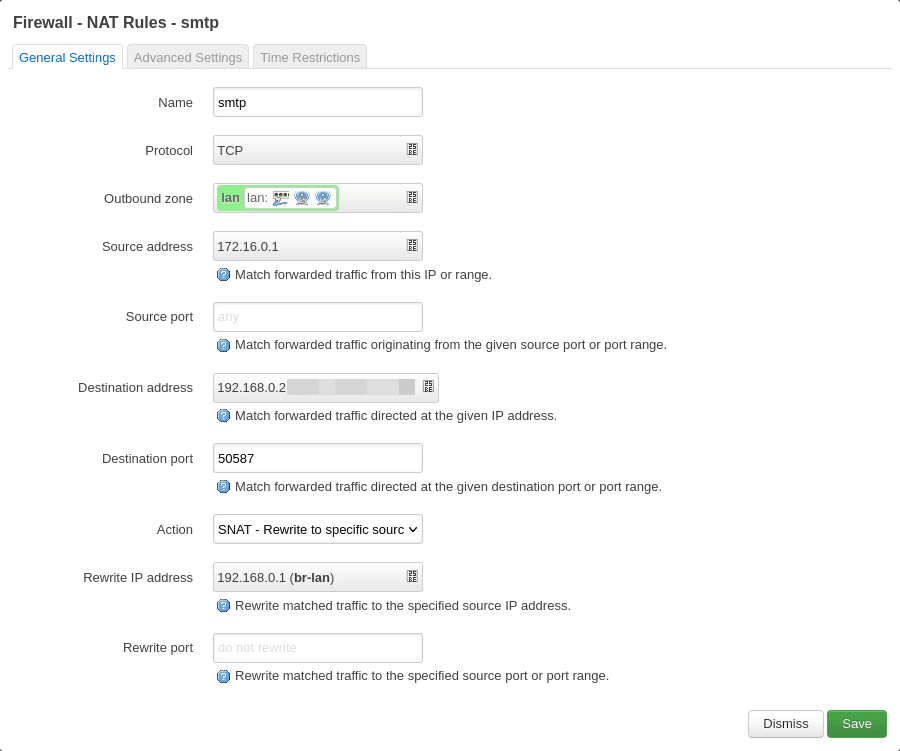 Firewall - NAT Rules - smtp
General Settings Advanced Settings Time Restrictions
Name smtp
Protocol TCP
Outbound zone lan lan:
Source address 172.16.0.1
Match forwarded traffic from this IP or range.
Source port any
Match forwarded traffic originating from the given source port or port range.
Destination address 192.168.0.2
Match forwarded traffic directed at the given IP address.
Destination port 50587
Match forwarded traffic directed at the given destination port or port range.
Action SNAT - Rewrite to specific sourc
Rewrite IP address 192.168.0.1 (br-lan)
Rewrite matched traffic to the specified source IP address.
Rewrite port do not rewrite
Rewrite matched traffic to the specified source port or port range.
Dismiss Save